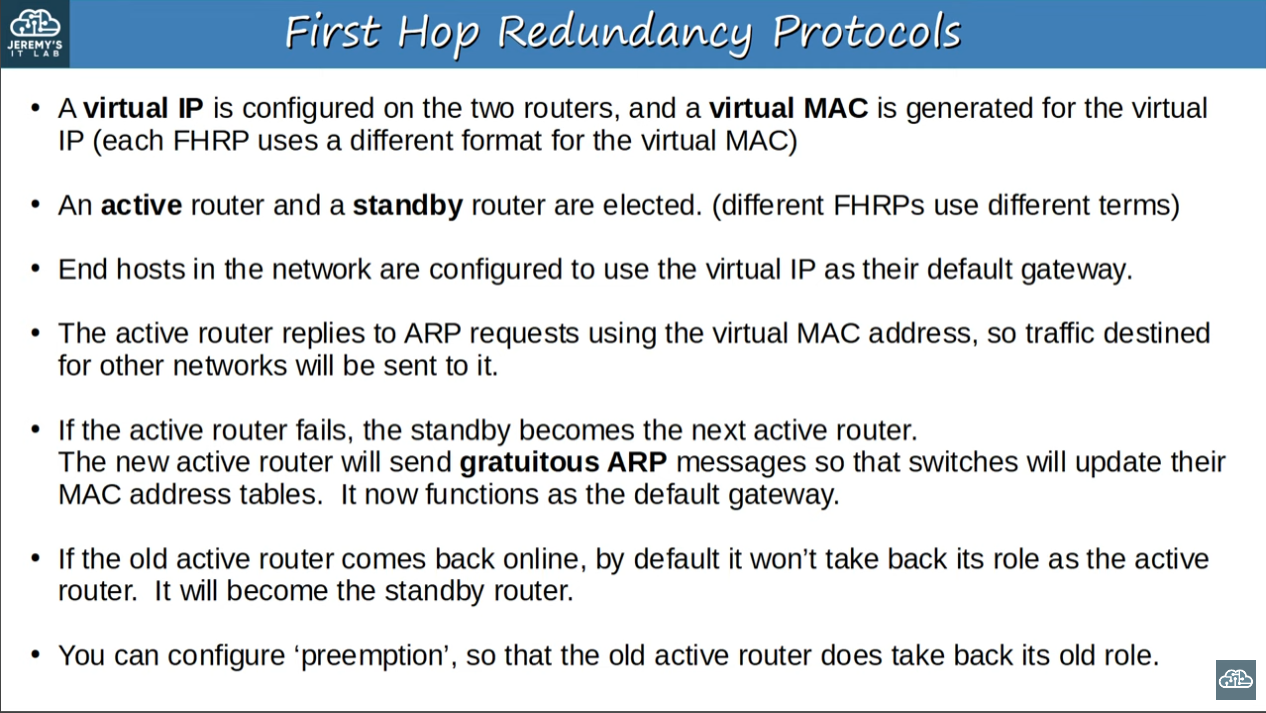 JEREMY'S
IT LAB
First Hop Redundancy Protocols
• A virtual IP is configured on the two routers, and a virtual MAC is generated for the virtual
IP (each FHRP uses a different format for the virtual MAC)
• An active router and a standby router are elected. (different FHRPs use different terms)
• End hosts in the network are configured to use the virtual IP as their default gateway.
• The active router replies to ARP requests using the virtual MAC address, so traffic destined
for other networks will be sent to it.
• If the active router fails, the standby becomes the next active router.
The new active router will send gratuitous ARP messages so that switches will update their
MAC address tables.  It now functions as the default gateway.
• If the old active router comes back online, by default it won’t take back its role as the active
router.  It will become the standby router.
• You can configure ‘preemption’, so that the old active router does take back its old role.